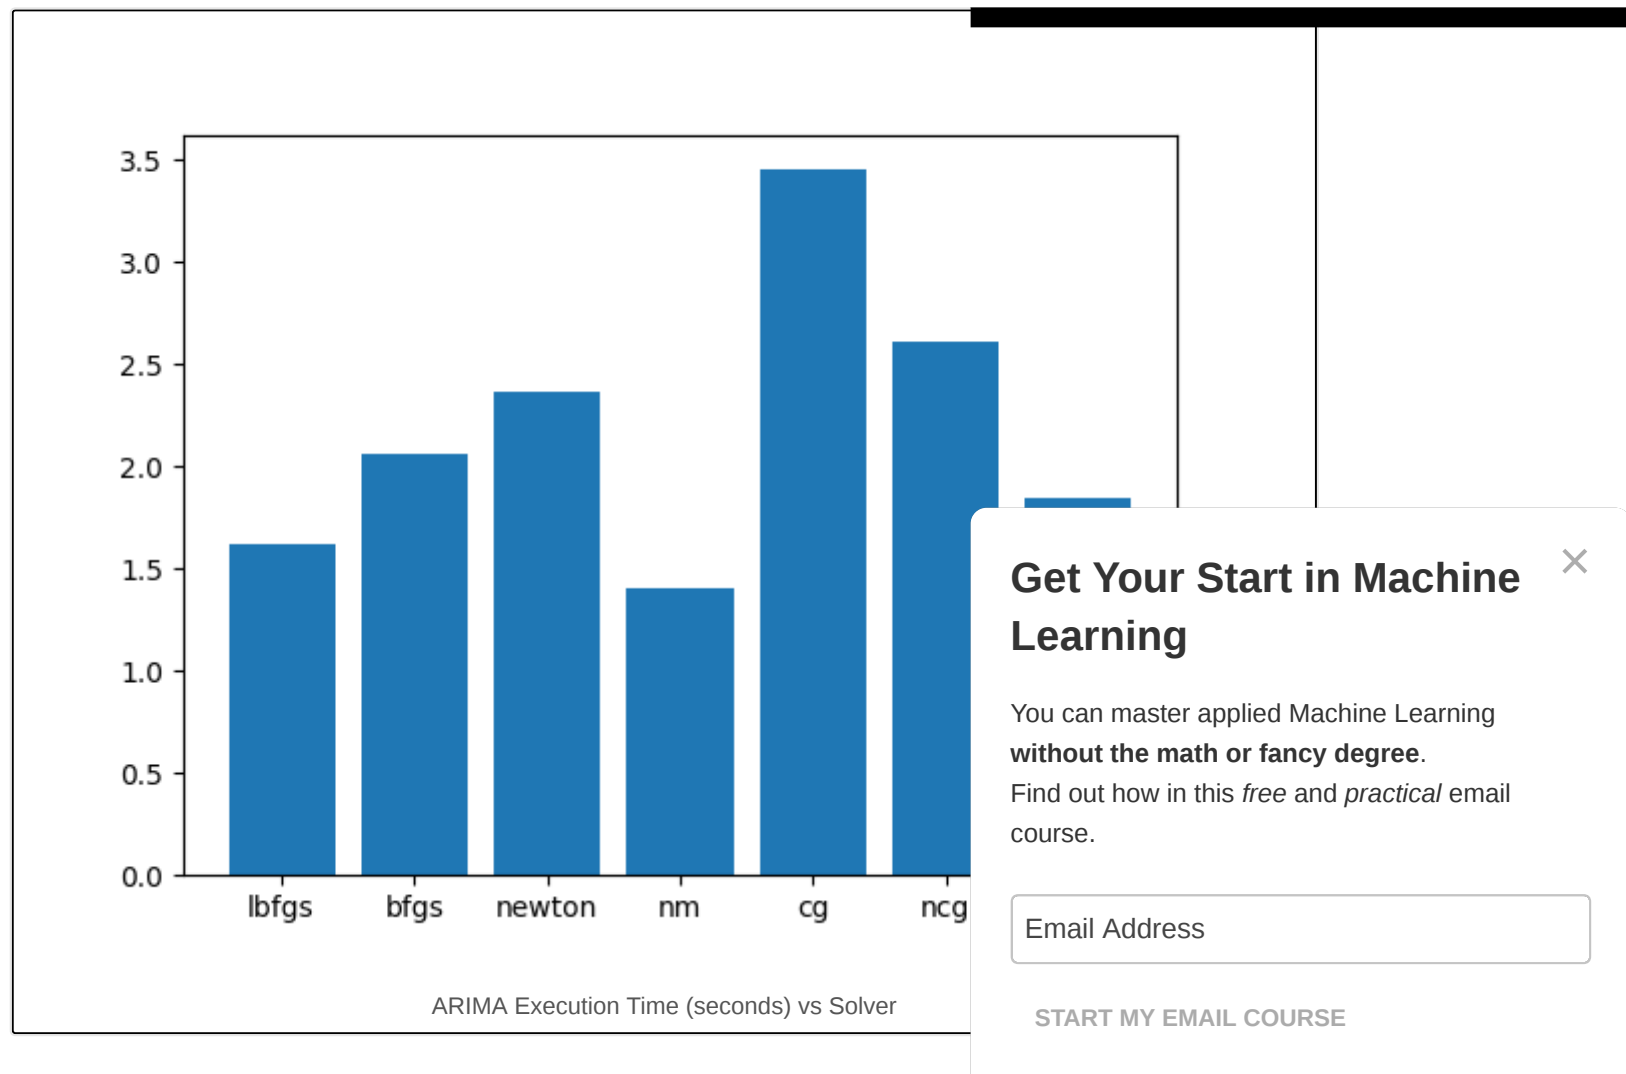 3.5
3.0
2.5
2.0
1.5
1.0
0.5
0.0
lbfgs bfgs newton nm cg ncg
ARIMA Execution Time (seconds) vs Solver
Get Your Start in Machine
Learning
You can master applied Machine Learning
without the math or fancy degree.
Find out how in this free and practical email
course.
Email Address
START MY EMAIL COURSE